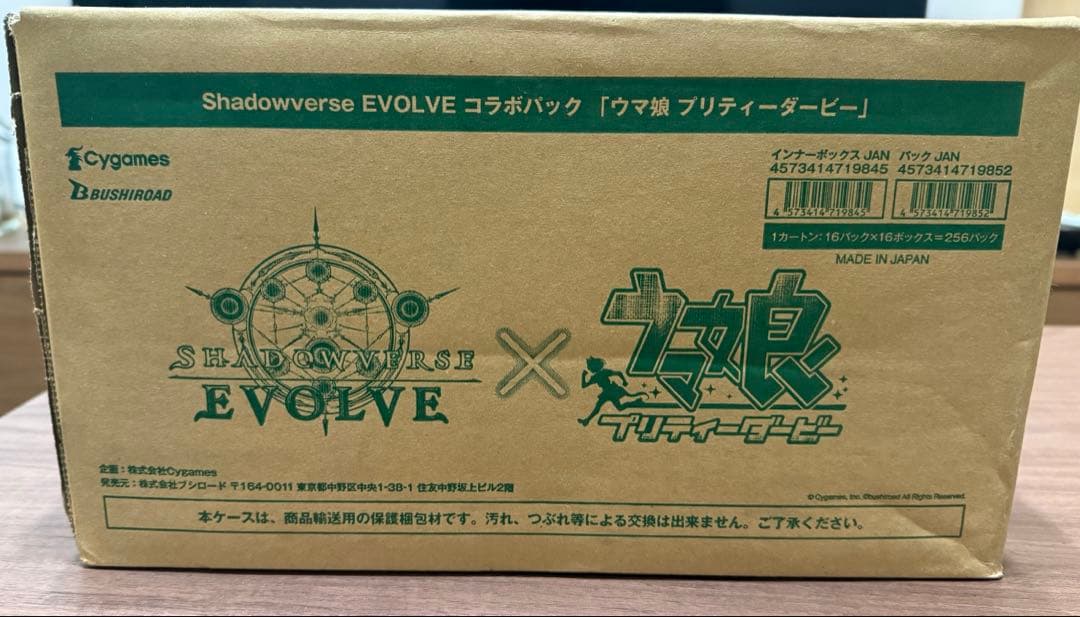 Shadowverse EVOLVE コラボパック 「ウマ娘 プリティーダービー」
Cygames
BUSHIROAD
インナーボックス JAN パック JAN
4573414719845 4573414719852
4 573414 719845 4 573414 719852
1カートン:16パック×16ボックス=256パック
MADE IN JAPAN
SHADOWVERSE
EVOLVE
×
ウマ娘
プリティーダービー
企画:株式会社Cygames
発売元:株式会社ブシロード 〒164-0011 東京都中野区中央1-38-1 住友中野坂上ビル2階
© Cygames, Inc. ©bushiroad All Rights Reserved.
本ケースは、商品輸送用の保護梱包材です。汚れ、つぶれ等による交換は出来ません。ご了承ください。